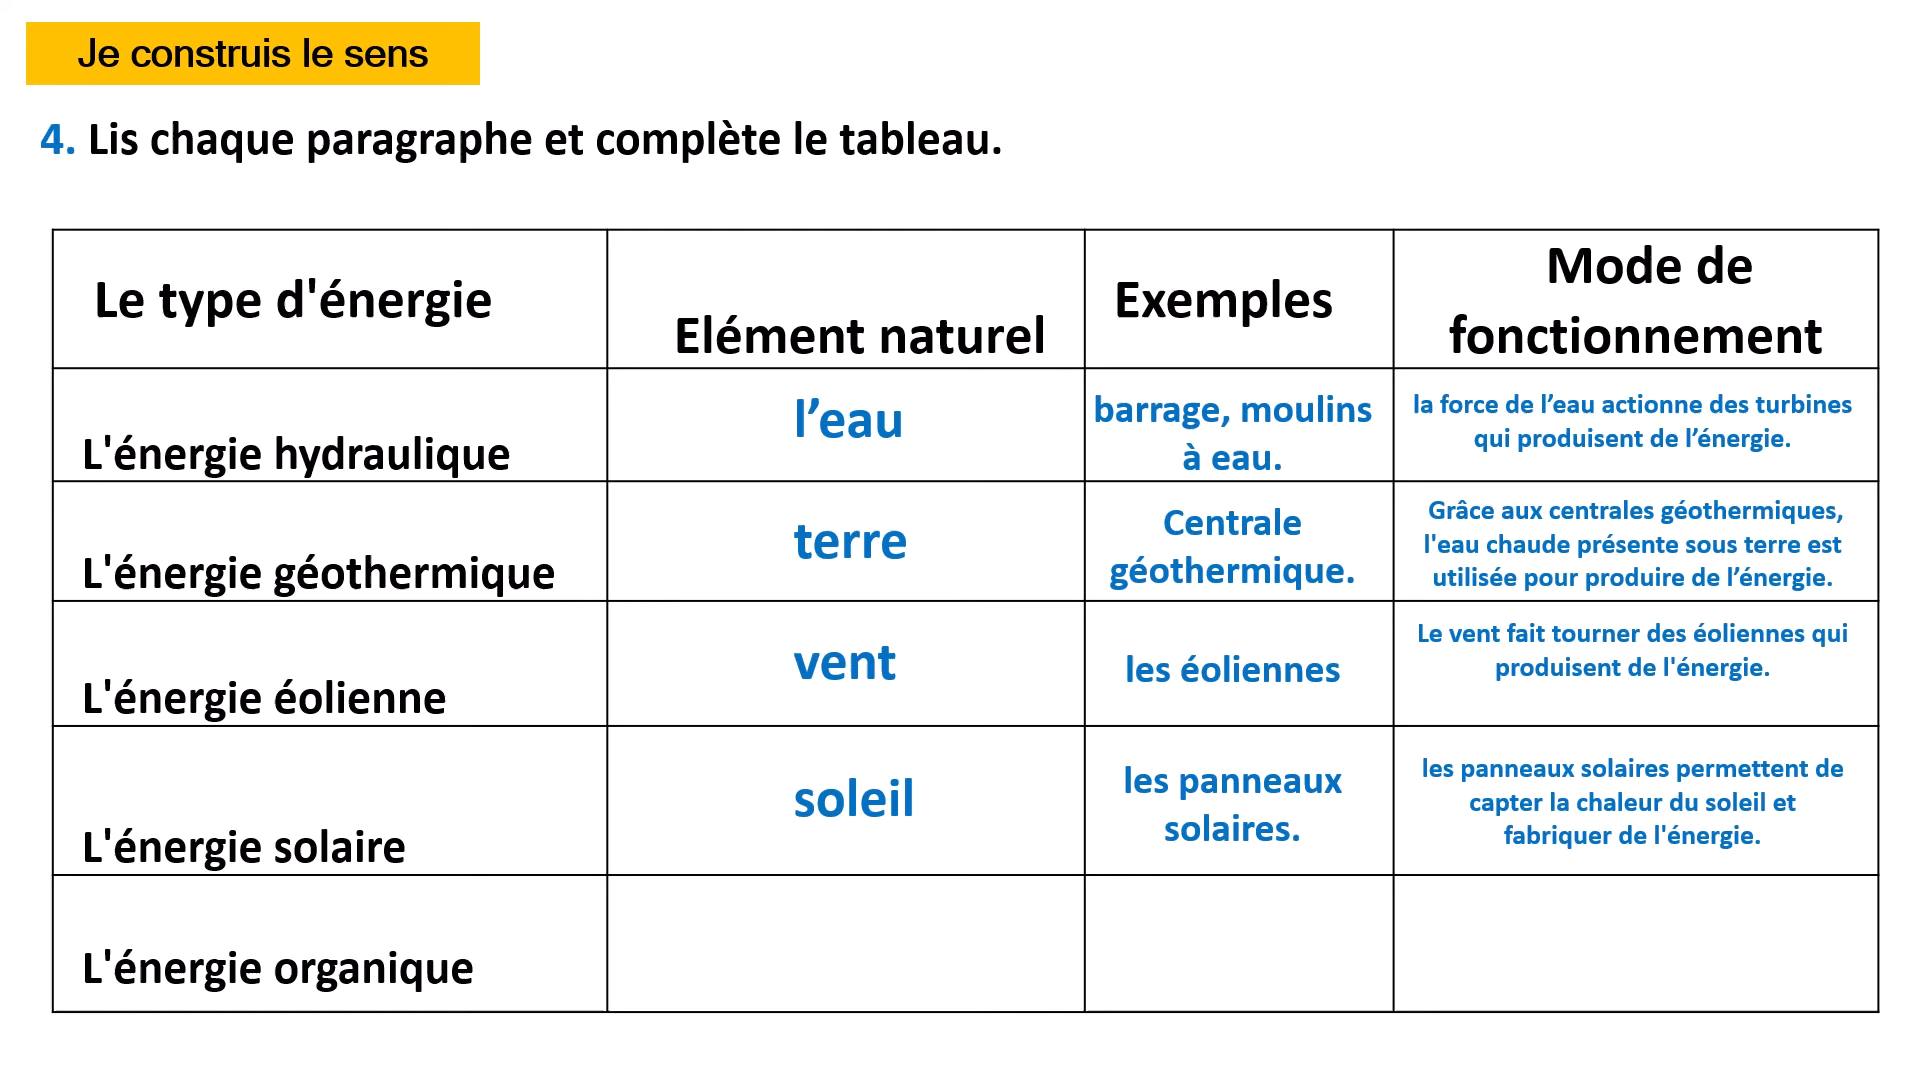 Je construis le sens
4. Lis chaque paragraphe et complète le tableau.
Le type d'énergie
Elément naturel
Exemples
Mode de
fonctionnement
L'énergie hydraulique
l’eau
barrage, moulins
à eau.
la force de l’eau actionne des turbines
qui produisent de l’énergie.
L'énergie géothermique
terre
Centrale
géothermique.
Grâce aux centrales géothermiques,
l'eau chaude présente sous terre est
utilisée pour produire de l’énergie.
L'énergie éolienne
vent
les éoliennes
Le vent fait tourner des éoliennes qui
produisent de l'énergie.
L'énergie solaire
soleil
les panneaux
solaires.
les panneaux solaires permettent de
capter la chaleur du soleil et
fabriquer de l'énergie.
L'énergie organique